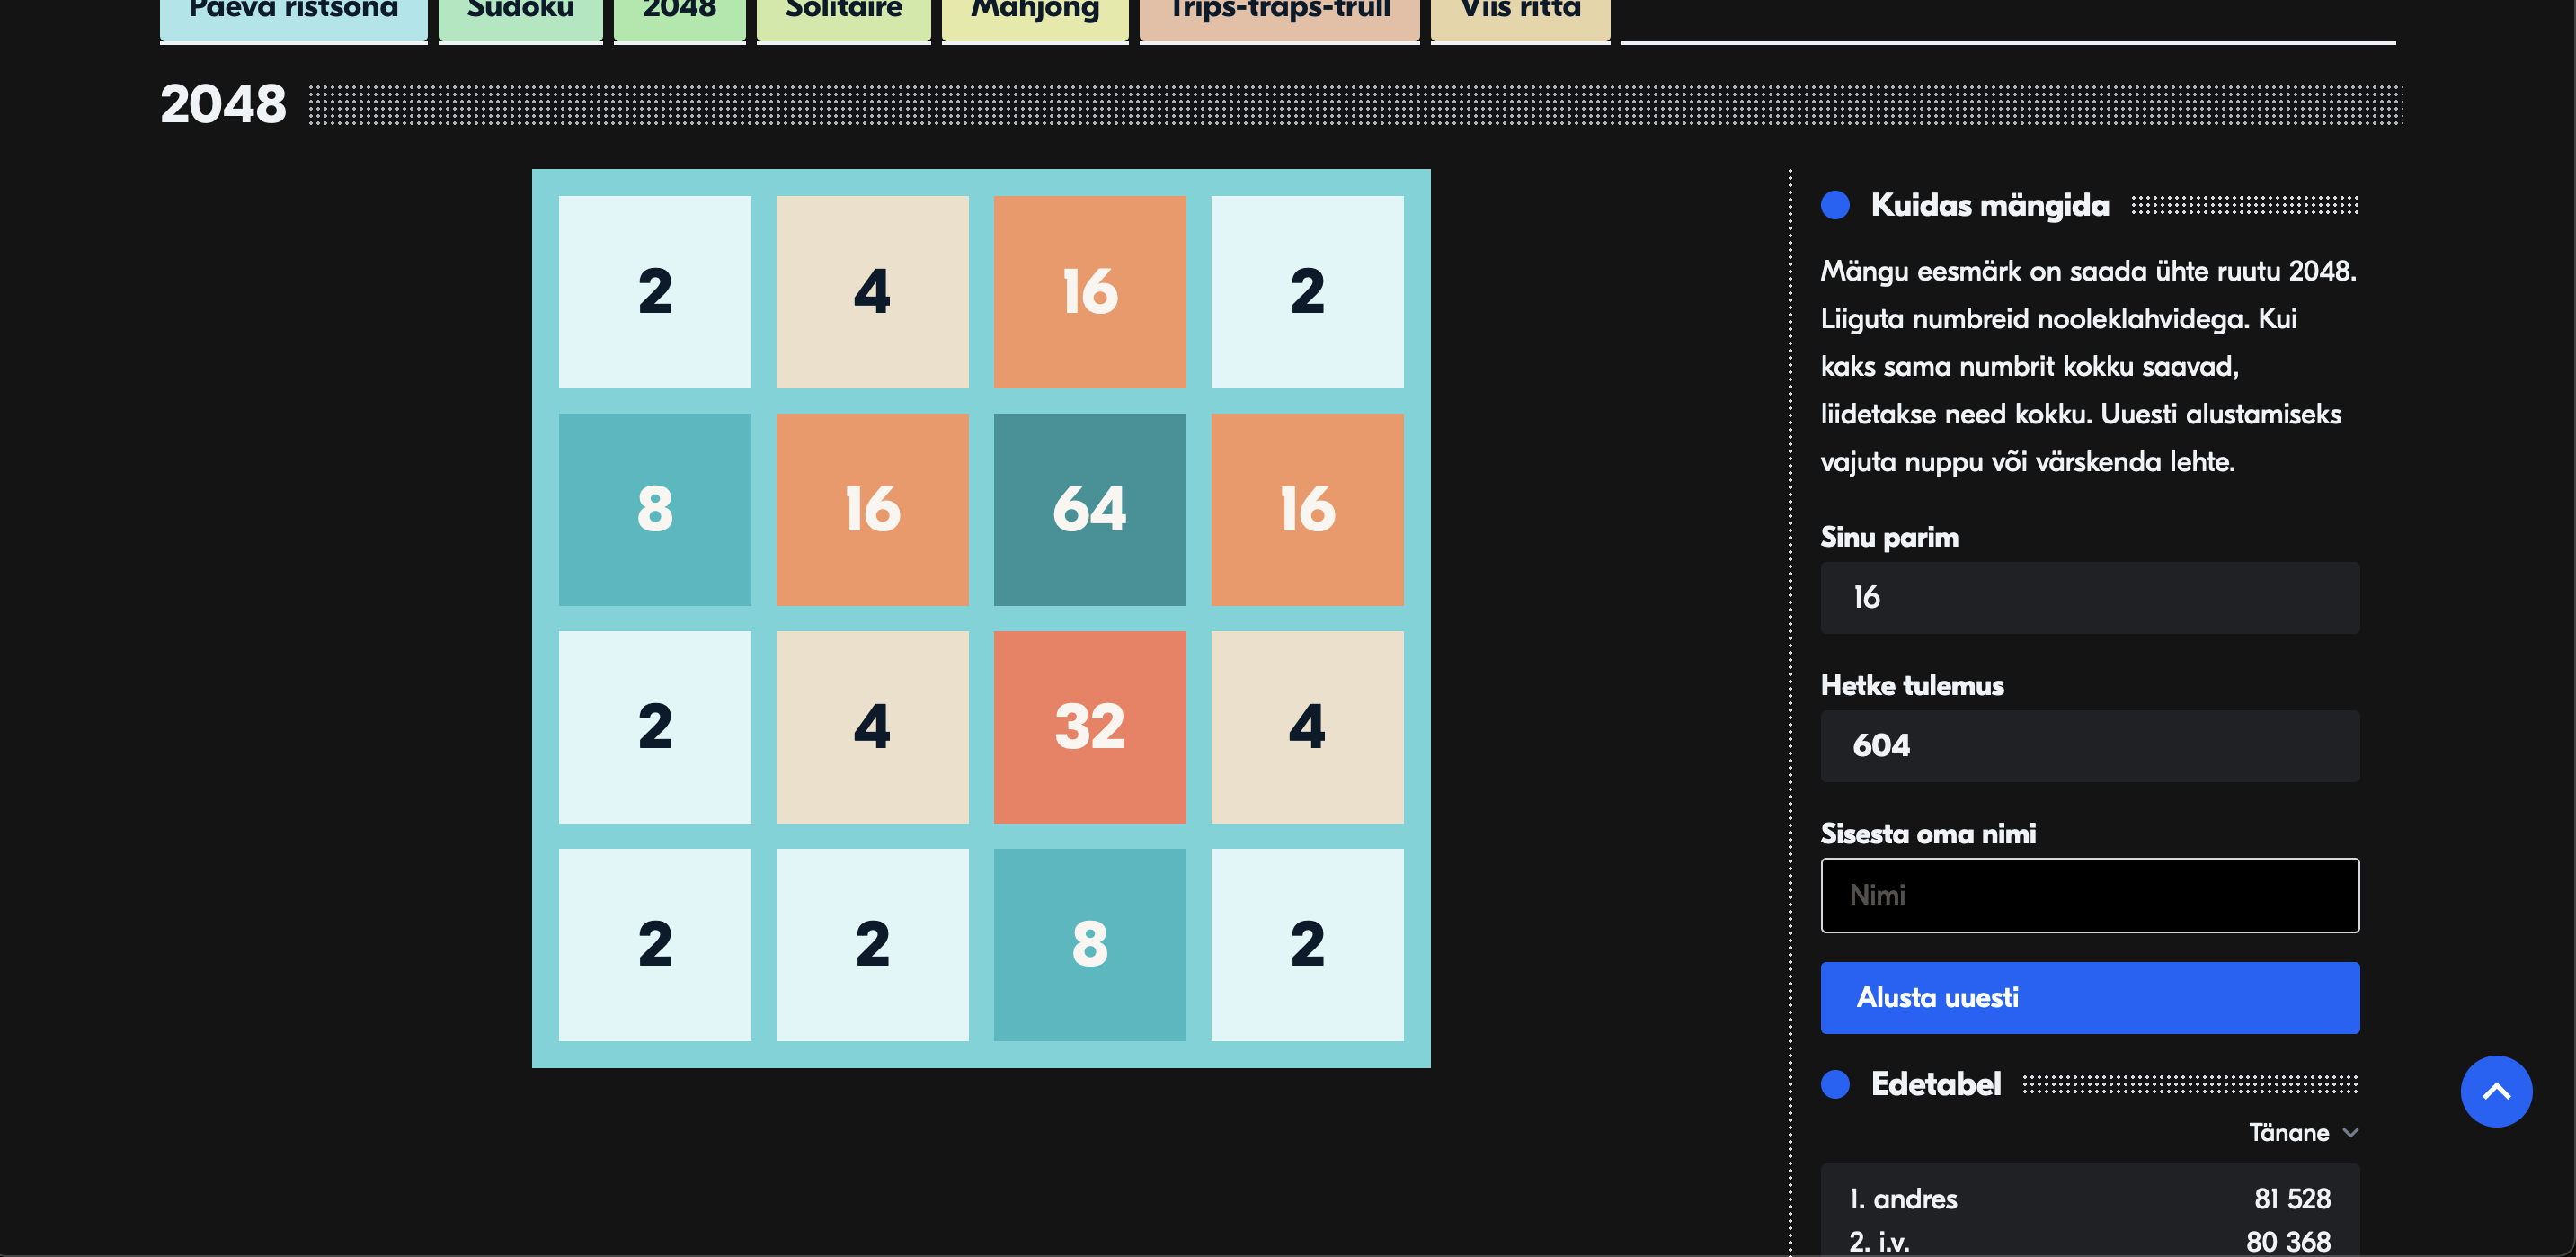 Päeva ristsõna Sudoku 2048 Solitaire Mahjong Trips-traps-trull Viis ritta
2048
2 4 16 2
8 16 64 16
2 4 32 4
2 2 8 2
Kuidas mängida
Mängu eesmärk on saada ühte ruutu 2048.
Liiguta numbreid nooleklahvidega. Kui
kaks sama numbrit kokku saavad,
liidetakse need kokku. Uuesti alustamiseks
vajuta nuppu või värskenda lehte.
Sinu parim
16
Hetke tulemus
604
Sisesta oma nimi
Nimi
Alusta uuesti
Edetabel
Tänane
1. andres 81 528
2. i.v. 80 368